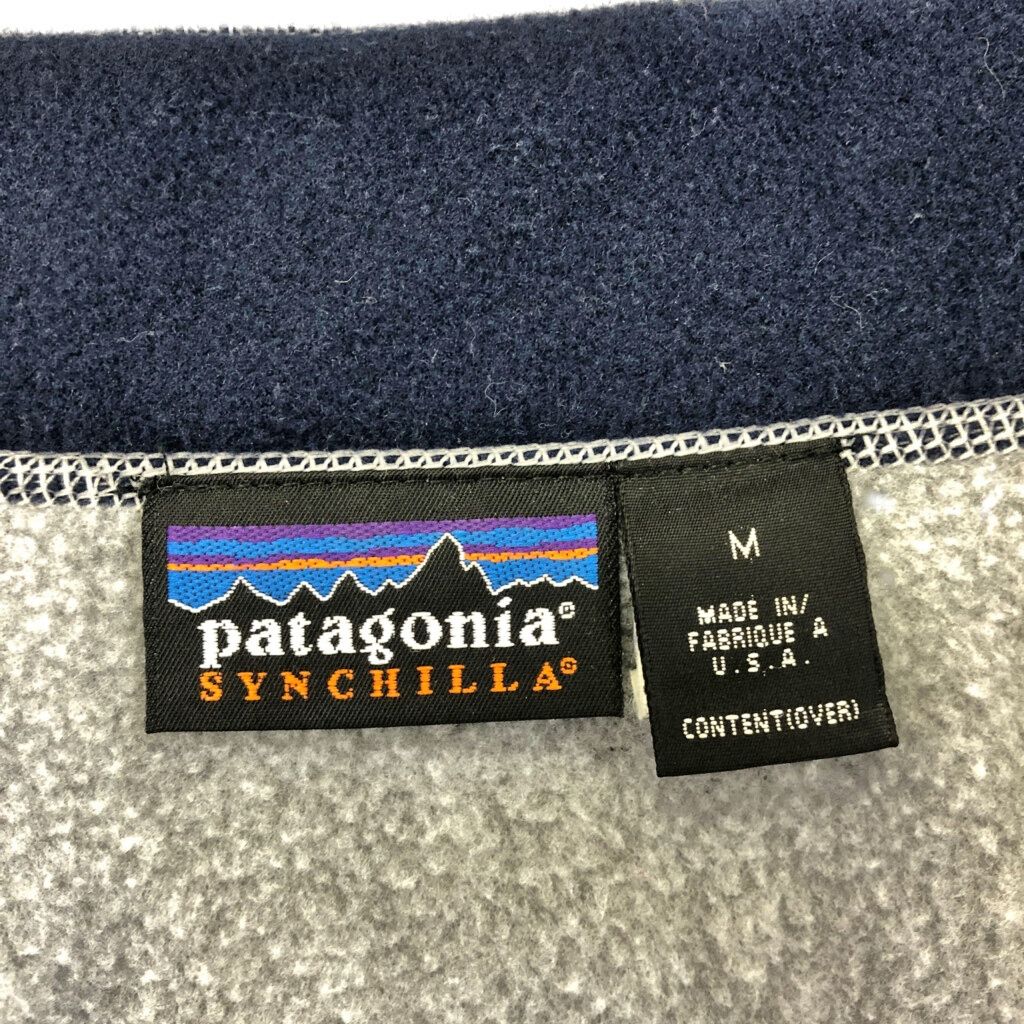 patagonia®
SYNCHILLA®
M
MADE IN/
FABRIQUE A
U.S.A.
CONTENT(OVER)